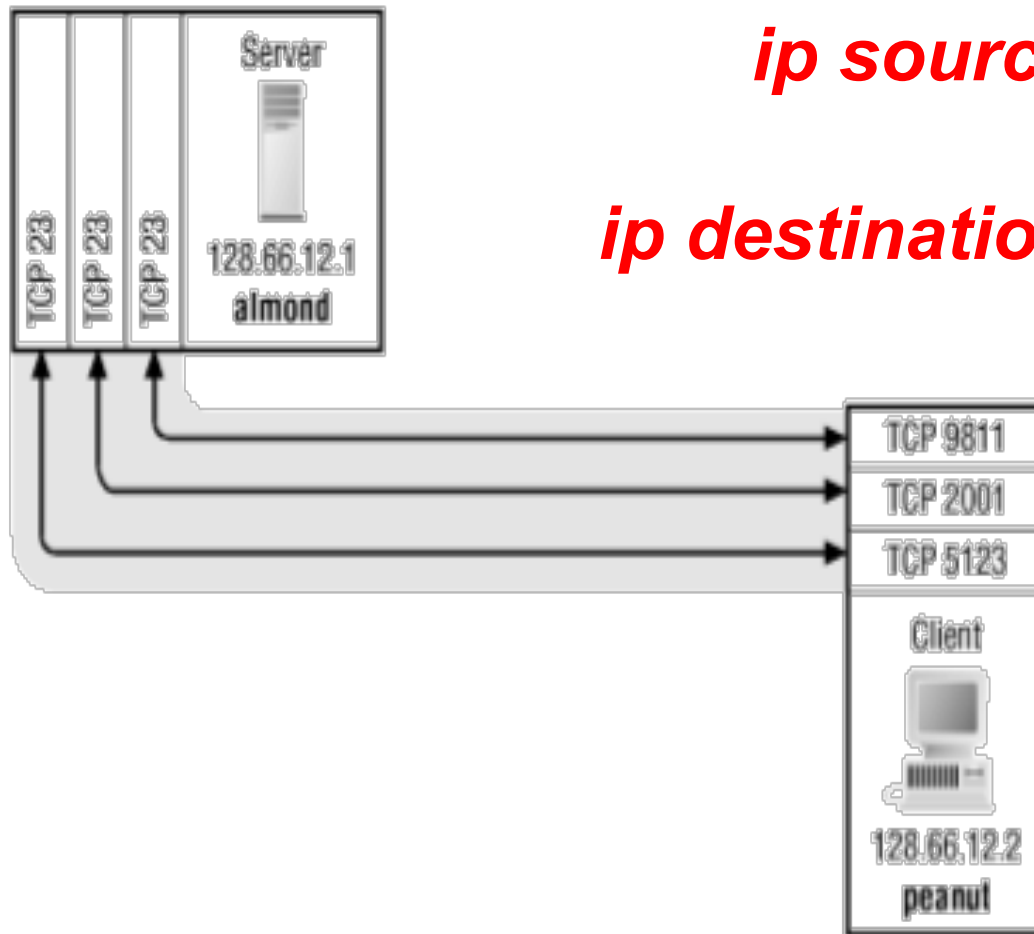 ip sourc
ip destinatio
Server
TCP 23
TCP 23
TCP 23
128.66.12.1
almond
TCP 9811
TCP 2001
TCP 5123
Client
128.66.12.2
peanut